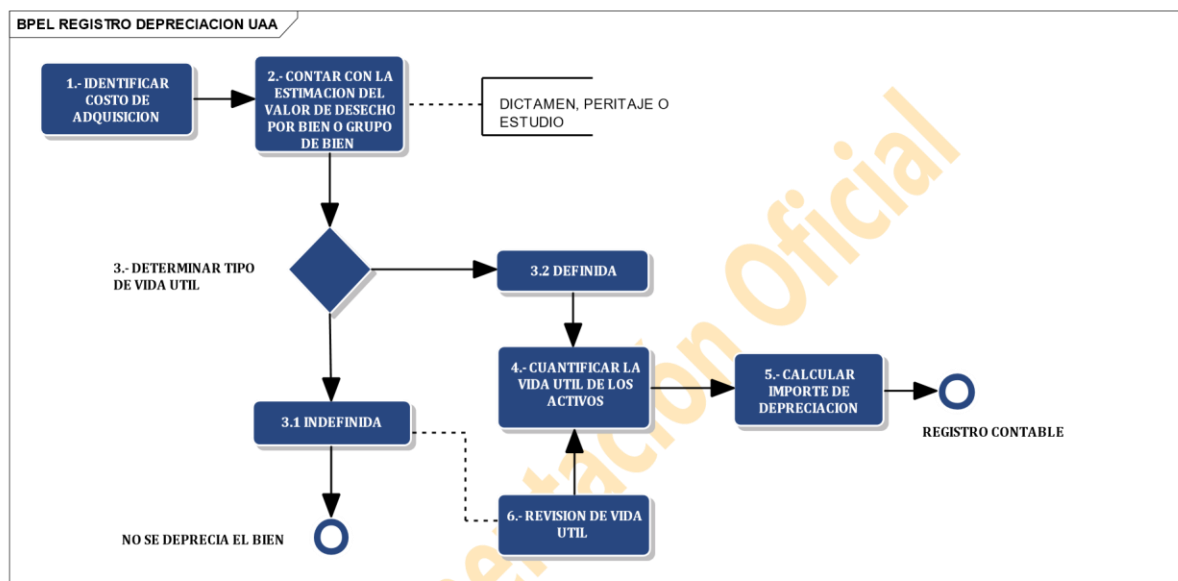 BPEL REGISTRO DEPRECIACION UAA
1.- IDENTIFICAR
COSTO DE
ADQUISICION
2.- CONTAR CON LA
ESTIMACION DEL
VALOR DE DESECHO
POR BIEN O GRUPO
DE BIEN
DICTAMEN, PERITAJE O
ESTUDIO
3.- DETERMINAR TIPO
DE VIDA UTIL
3.2 DEFINIDA
4.- CUANTIFICAR LA
VIDA UTIL DE LOS
ACTIVOS
5.- CALCULAR
IMPORTE DE
DEPRECIACION
REGISTRO CONTABLE
3.1 INDEFINIDA
6.- REVISION DE VIDA
UTIL
NO SE DEPRECIA EL BIEN
entación Oficial